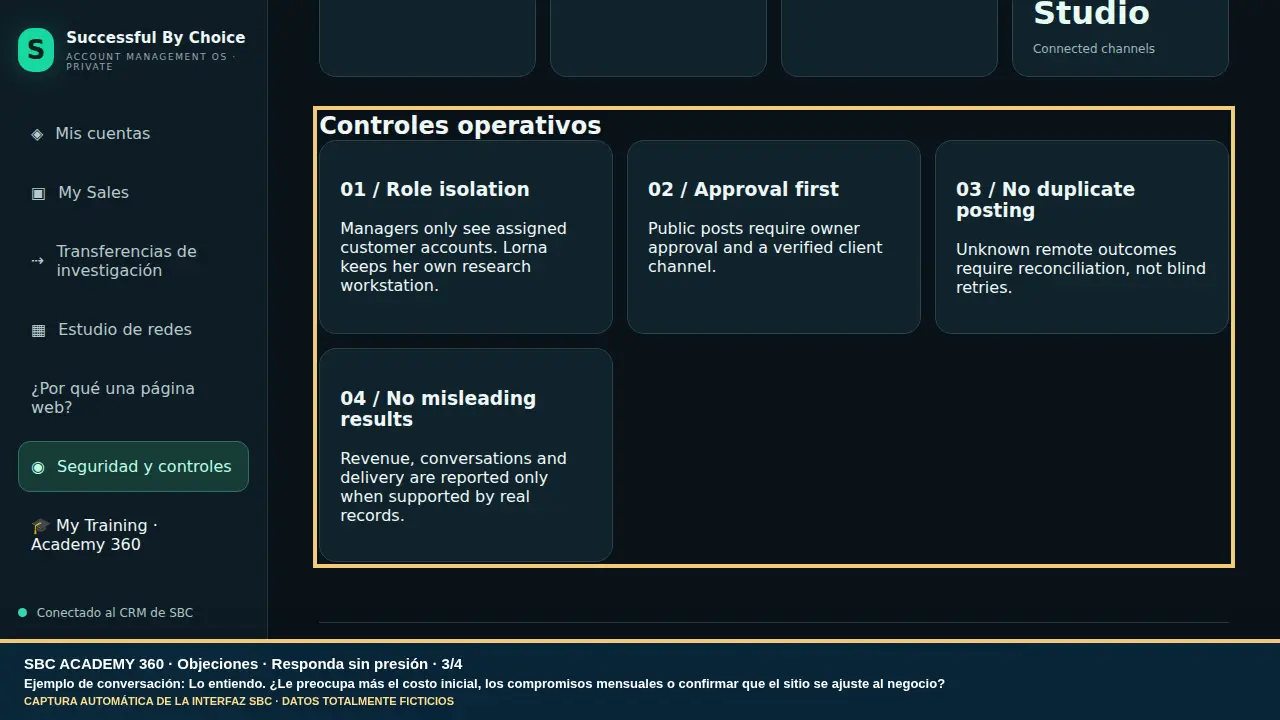 S
Successful By Choice
ACCOUNT MANAGEMENT OS ·
PRIVATE
Mis cuentas
My Sales
Transferencias de
investigación
Estudio de redes
¿Por qué una página
web?
Seguridad y controles
My Training ·
Academy 360
Conectado al CRM de SBC
Studio
Connected channels
Controles operativos
01 / Role isolation
Managers only see assigned
customer accounts. Lorna
keeps her own research
workstation.
02 / Approval first
Public posts require owner
approval and a verified client
channel.
03 / No duplicate
posting
Unknown remote outcomes
require reconciliation, not blind
retries.
04 / No misleading
results
Revenue, conversations and
delivery are reported only
when supported by real
records.
SBC ACADEMY 360 · Objeciones · Responda sin presión · 3/4
Ejemplo de conversación: Lo entiendo. ¿Le preocupa más el costo inicial, los compromisos mensuales o confirmar que el sitio se ajuste al negocio?
CAPTURA AUTOMÁTICA DE LA INTERFAZ SBC · DATOS TOTALMENTE FICTICIOS